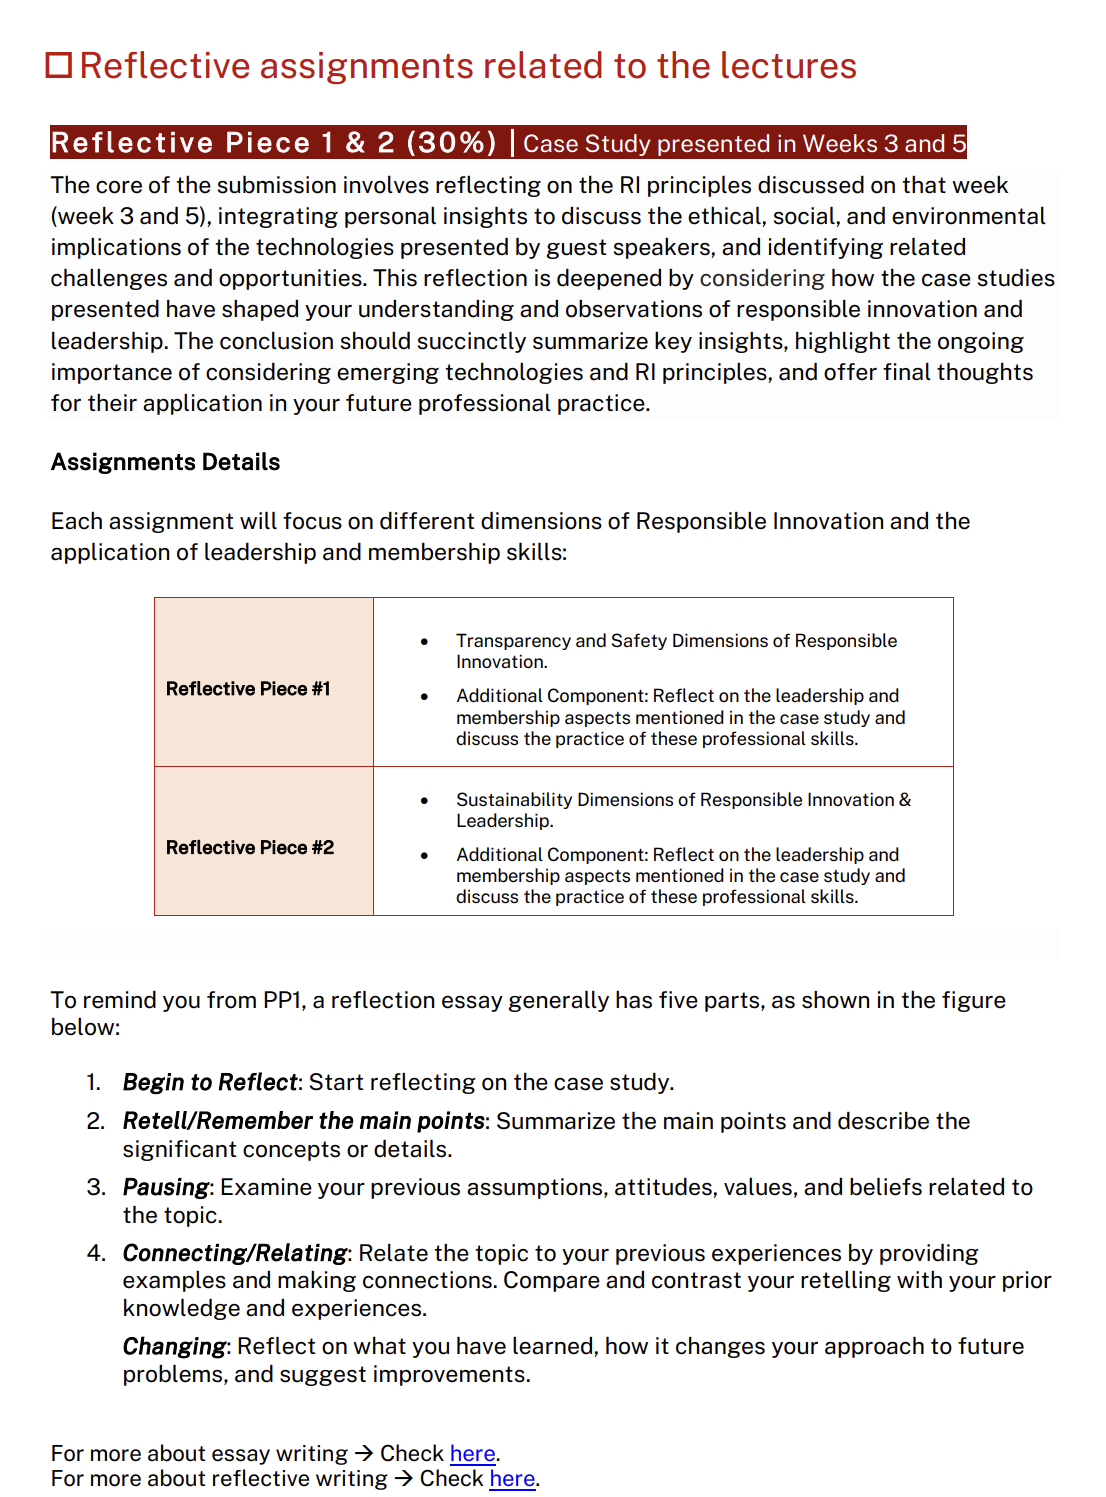 ☐ Reflective assignments related to the lectures
Reflective Piece 1 & 2 (30%) | Case Study presented in Weeks 3 and 5
The core of the submission involves reflecting on the RI principles discussed on that week
(week 3 and 5), integrating personal insights to discuss the ethical, social, and environmental
implications of the technologies presented by guest speakers, and identifying related
challenges and opportunities. This reflection is deepened by considering how the case studies
presented have shaped your understanding and observations of responsible innovation and
leadership. The conclusion should succinctly summarize key insights, highlight the ongoing
importance of considering emerging technologies and RI principles, and offer final thoughts
for their application in your future professional practice.
Assignments Details
Each assignment will focus on different dimensions of Responsible Innovation and the
application of leadership and membership skills:
Reflective Piece #1
• Transparency and Safety Dimensions of Responsible
Innovation.
• Additional Component: Reflect on the leadership and
membership aspects mentioned in the case study and
discuss the practice of these professional skills.
Reflective Piece #2
• Sustainability Dimensions of Responsible Innovation &
Leadership.
• Additional Component: Reflect on the leadership and
membership aspects mentioned in the case study and
discuss the practice of these professional skills.
To remind you from PP1, a reflection essay generally has five parts, as shown in the figure
below:
1. Begin to Reflect: Start reflecting on the case study.
2. Retell/Remember the main points: Summarize the main points and describe the
significant concepts or details.
3. Pausing: Examine your previous assumptions, attitudes, values, and beliefs related to
the topic.
4. Connecting/Relating: Relate the topic to your previous experiences by providing
examples and making connections. Compare and contrast your retelling with your prior
knowledge and experiences.
Changing: Reflect on what you have learned, how it changes your approach to future
problems, and suggest improvements.
For more about essay writing → Check here.
For more about reflective writing → Check here.